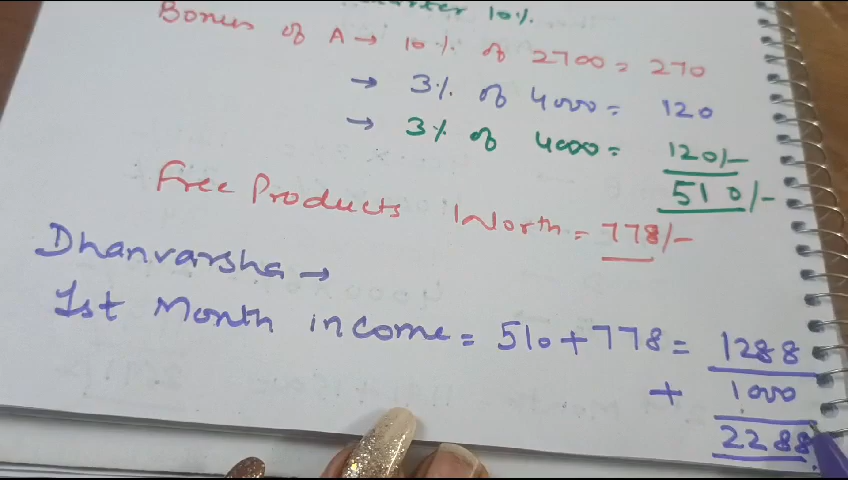 10%.
Bonus of A → 10% of 2700 = 270
→ 3% of 4000 = 120
→ 3% of 4000 = 120/-
510/-
Free Products Worth = 778/-
Dhanvarsha →
1st Month income = 510 + 778 = 1288
+ 1000
2288